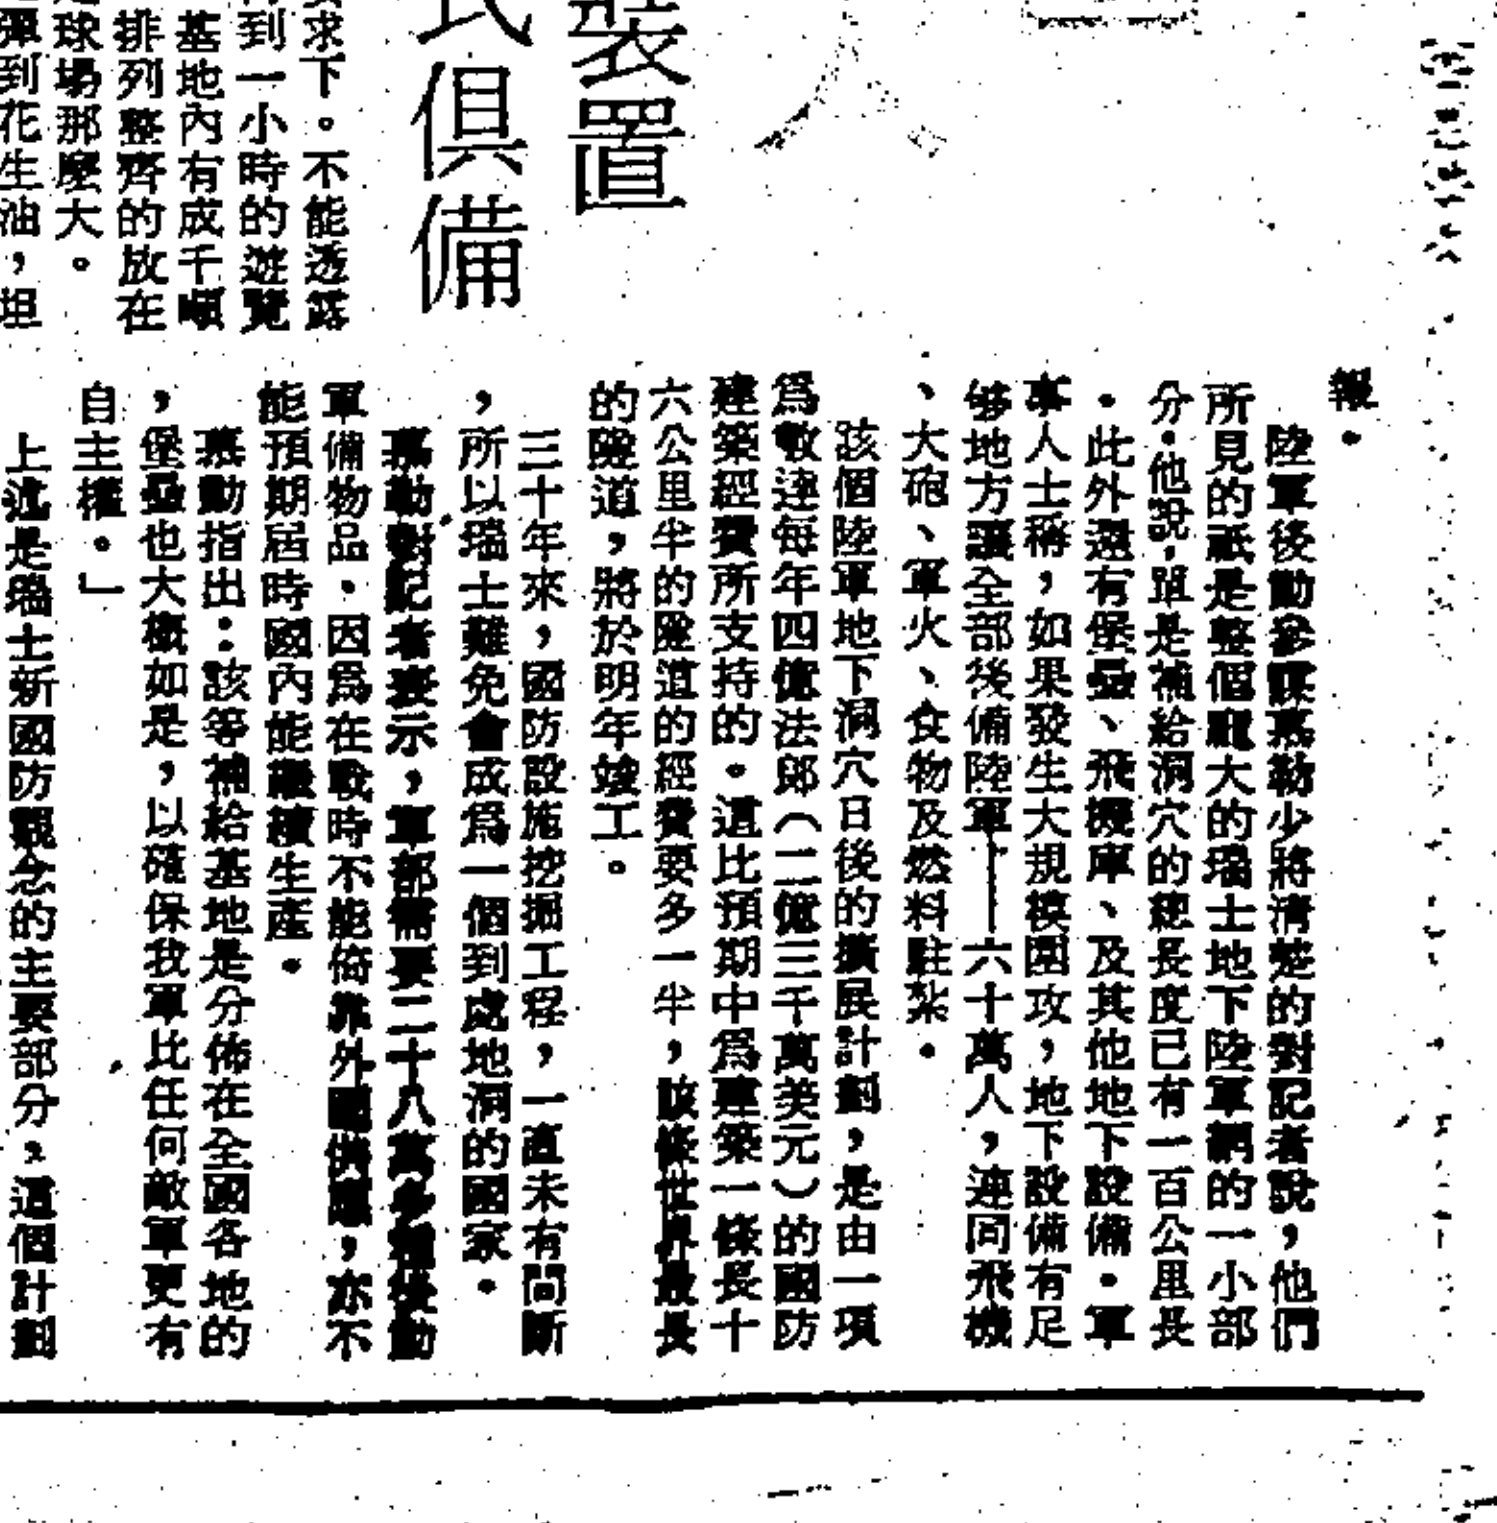 裝置
式俱備
求下。不能透露
到一小時的遊覽
基地內有成千噸
排列整齊的放在
球場那麼大。
彈到花生油，坦
報．
陸軍後勤參謀慕勒少將清楚的對記者說，他們
所見的祇是整個龐大的瑞士地下陸軍網的一小部
分．他說，單是補給洞穴的總長度已有一百公里長
．此外還有堡壘、飛機庫、及其他地下設備．軍
事人士稱，如果發生大規模圍攻，地下設備有足
够地方讓全部後備陸軍——六十萬人，連同飛機
、大砲、軍火、食物及燃料駐紮．
該個陸軍地下洞穴日後的擴展計劃，是由一項
爲數達每年四億法郎（二億三千萬美元）的國防
建築經費所支持的．這比預期中爲建築一條長十
六公里半的隧道的經費要多一半，該條世界最長
的隧道，將於明年竣工。
三十年來，國防設施挖掘工程，一直未有間斷
，所以瑞士難免會成爲一個到處地洞的國家．
慕勒對記者表示，軍部需要二十八萬多種後勤
軍備物品．因爲在戰時不能倚靠外國供應，亦不
能預期屆時國內能繼續生產．
慕勒指出：該等補給基地是分佈在全國各地的
，堡壘也大概如是，以確保我軍比任何敵軍更有
自主權．」
上述是瑞士新國防觀念的主要部分，這個計劃